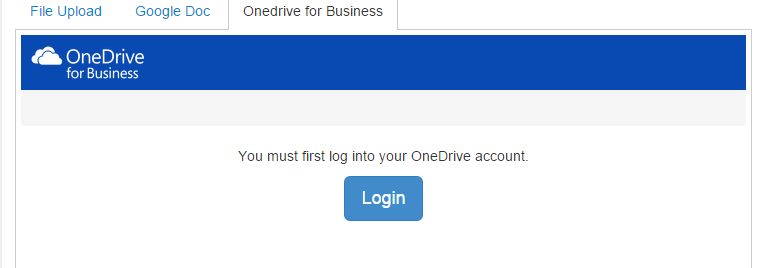 File Upload Google Doc Onedrive for Business
OneDrive
for Business
You must first log into your OneDrive account.
Login